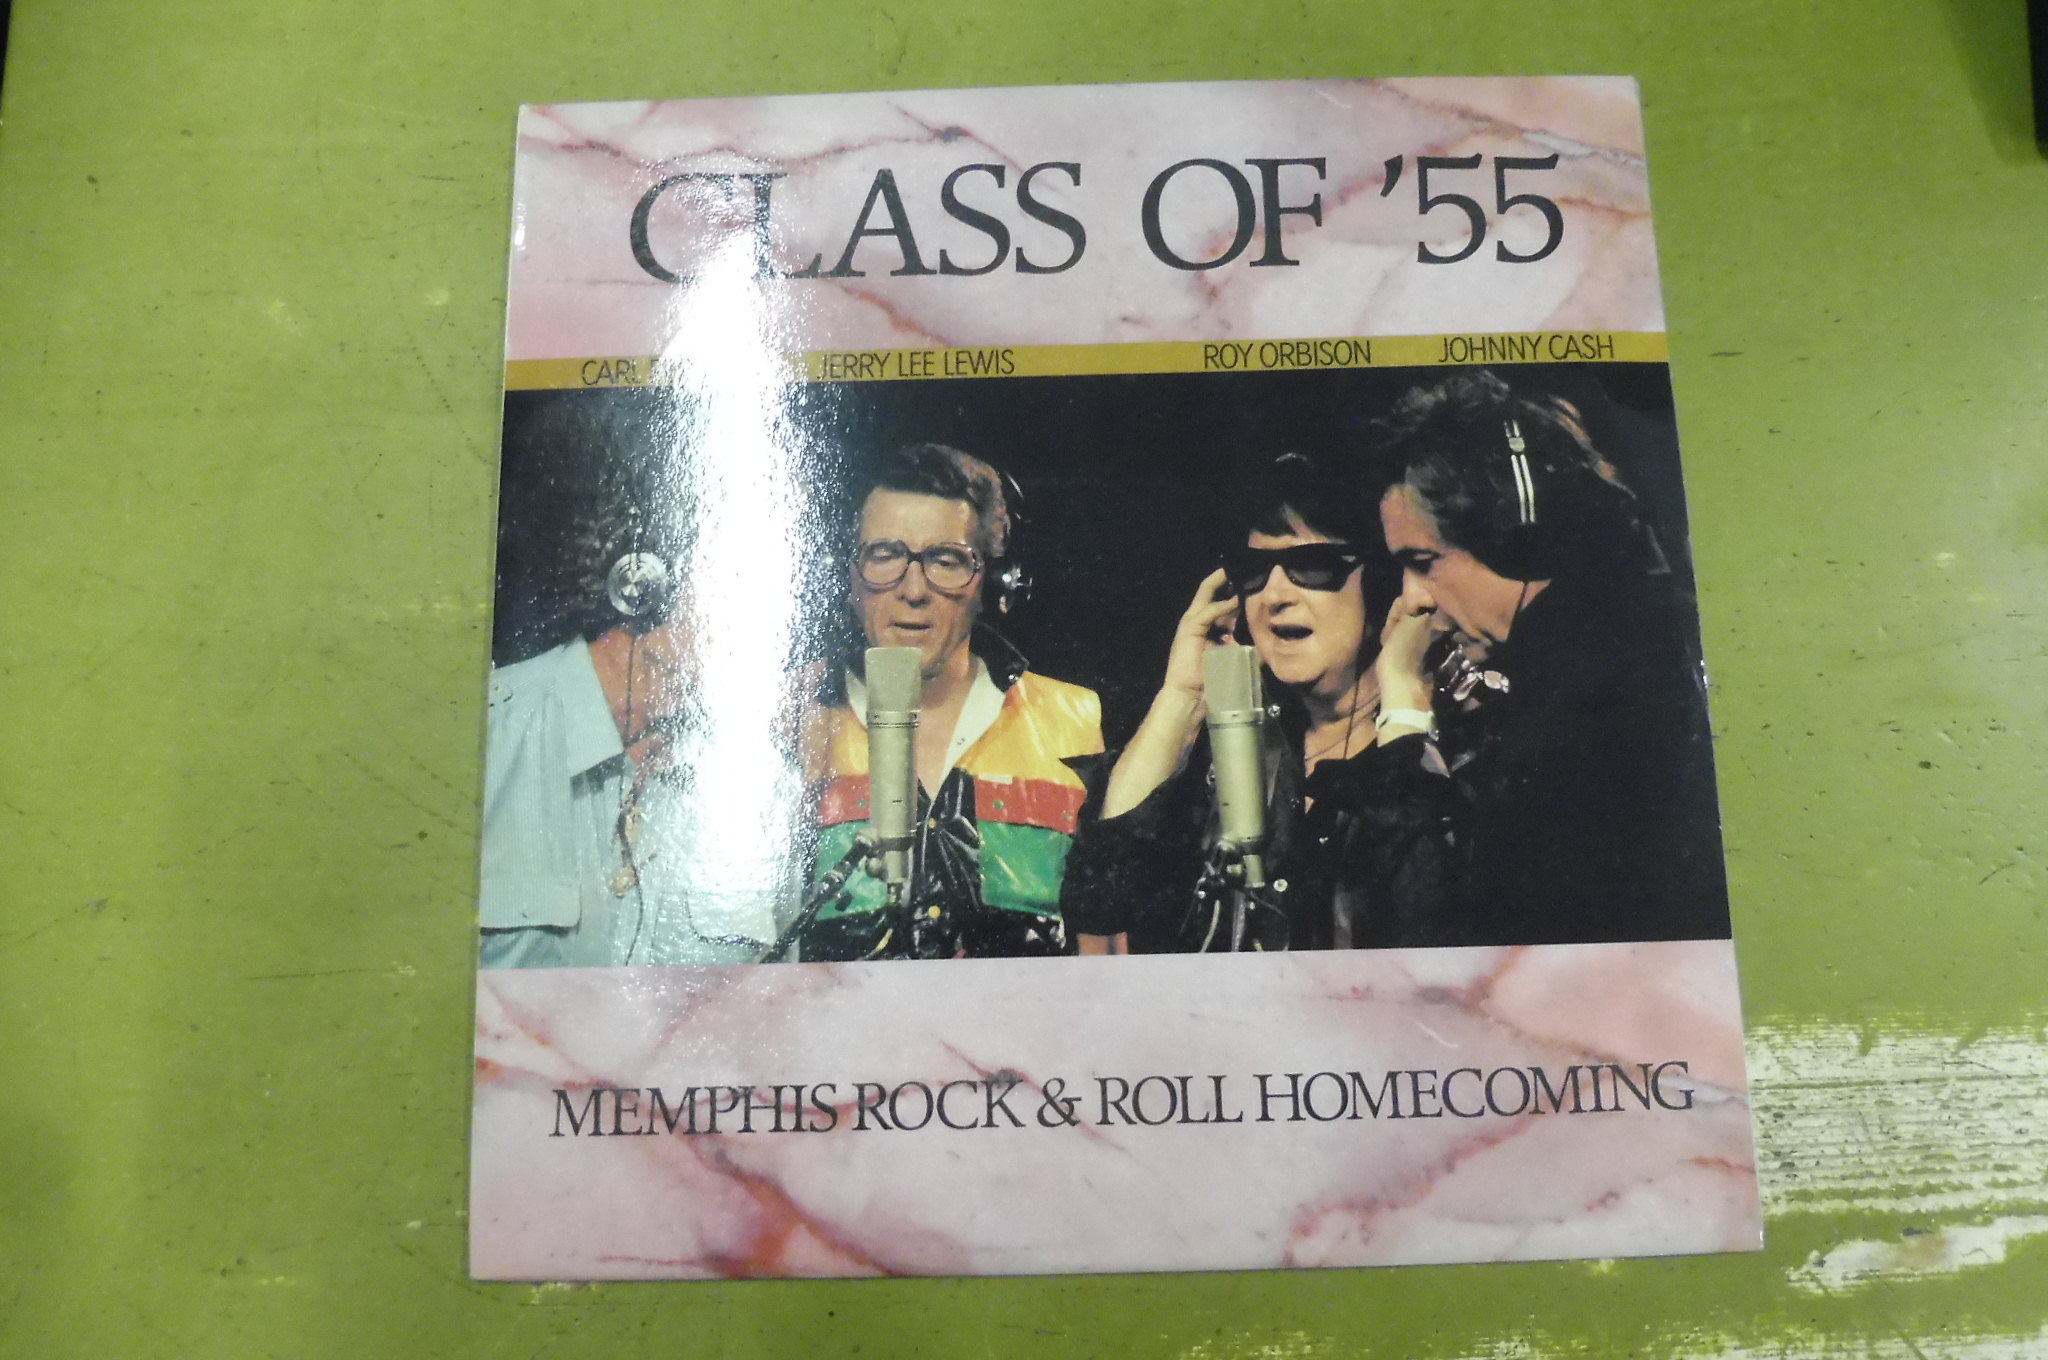 CLASS OF '55
CARL JERRY LEE LEWIS ROY ORBISON JOHNNY CASH
MEMPHIS ROCK & ROLL HOMECOMING